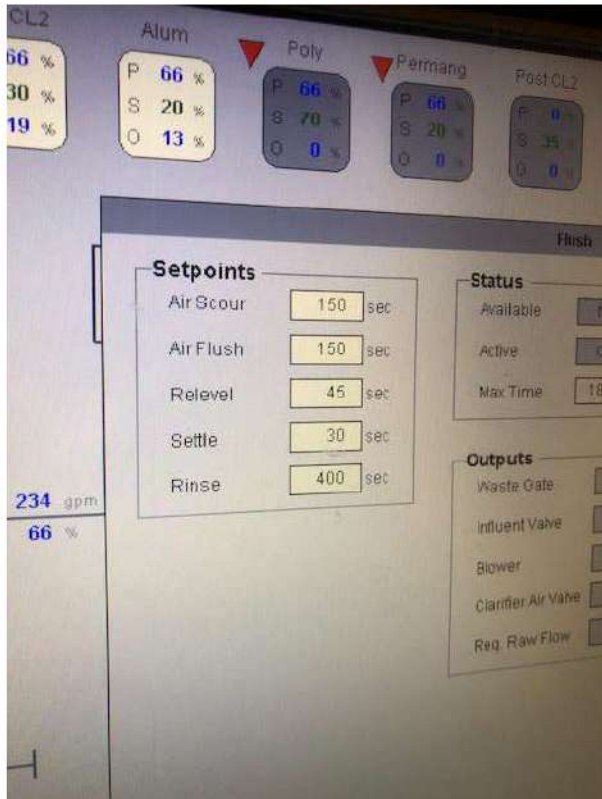 CL2
66 %
30 %
19 %
Alum
P 66 %
S 20 %
O 13 %
Poly
P 66 %
S 70 %
O 0 %
Permang
P 66 %
S 20 %
O 0 %
Post CL2
P 0 %
S 35 %
O 0 %
Flush
Setpoints
Air Scour 150 sec
Air Flush 150 sec
Relevel 45 sec
Settle 30 sec
Rinse 400 sec
Status
Available
Active
Max Time 18
Outputs
Waste Gate
Influent Valve
Blower
Clarifier Air Valve
Req. Raw Flow
234 gpm
66 %